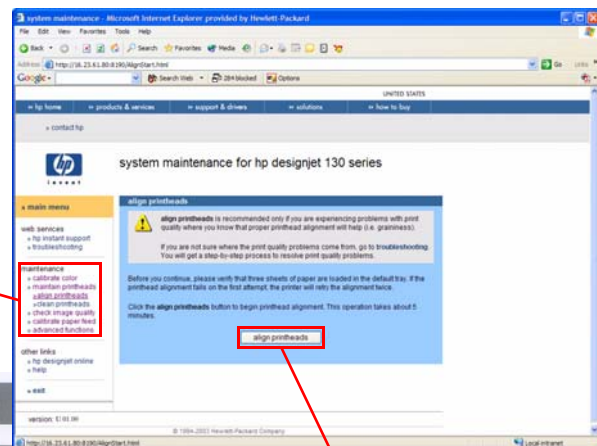 system maintenance - Microsoft Internet Explorer provided by Hewlett-Packard
File Edit View Favorites Tools Help
Back Search Favorites Media
Address http://16.23.61.80:8190/AlignStart.html Go Links
Google Search Web 284 blocked Options
UNITED STATES
» hp home » products & services » support & drivers » solutions » how to buy
» contact hp
hp
invent
system maintenance for hp designjet 130 series
» main menu
web services
» hp instant support
» troubleshooting
maintenance
» calibrate color
» maintain printheads
»align printheads
»clean printheads
» check image quality
» calibrate paper feed
» advanced functions
other links
» hp designjet online
» help
» exit
version:
align printheads
align printheads is recommended only if you are experiencing problems with print
quality where you know that proper printhead alignment will help (i.e. graininess).
If you are not sure where the print quality problems come from, go to troubleshooting.
You will get a step-by-step process to resolve print quality problems.
Before you continue, please verify that three sheets of paper are loaded in the default tray. If the
printhead alignment fails on the first attempt, the printer will retry the alignment twice.
Click the align printheads button to begin printhead alignment. This operation takes about 5
minutes.
align printheads
© 1994-2003 Hewlett-Packard Company
http://16.23.61.80:8190/AlignStart.html Local intranet